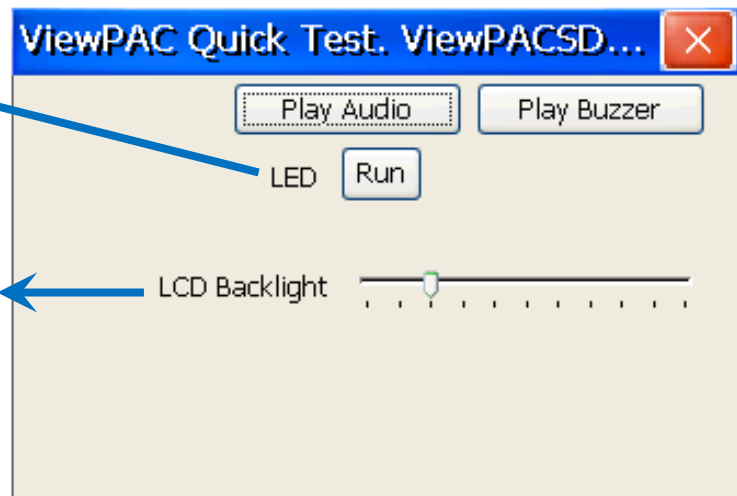 ViewPAC Quick Test. ViewPACSD...
Play Audio Play Buzzer
LED Run
LCD Backlight